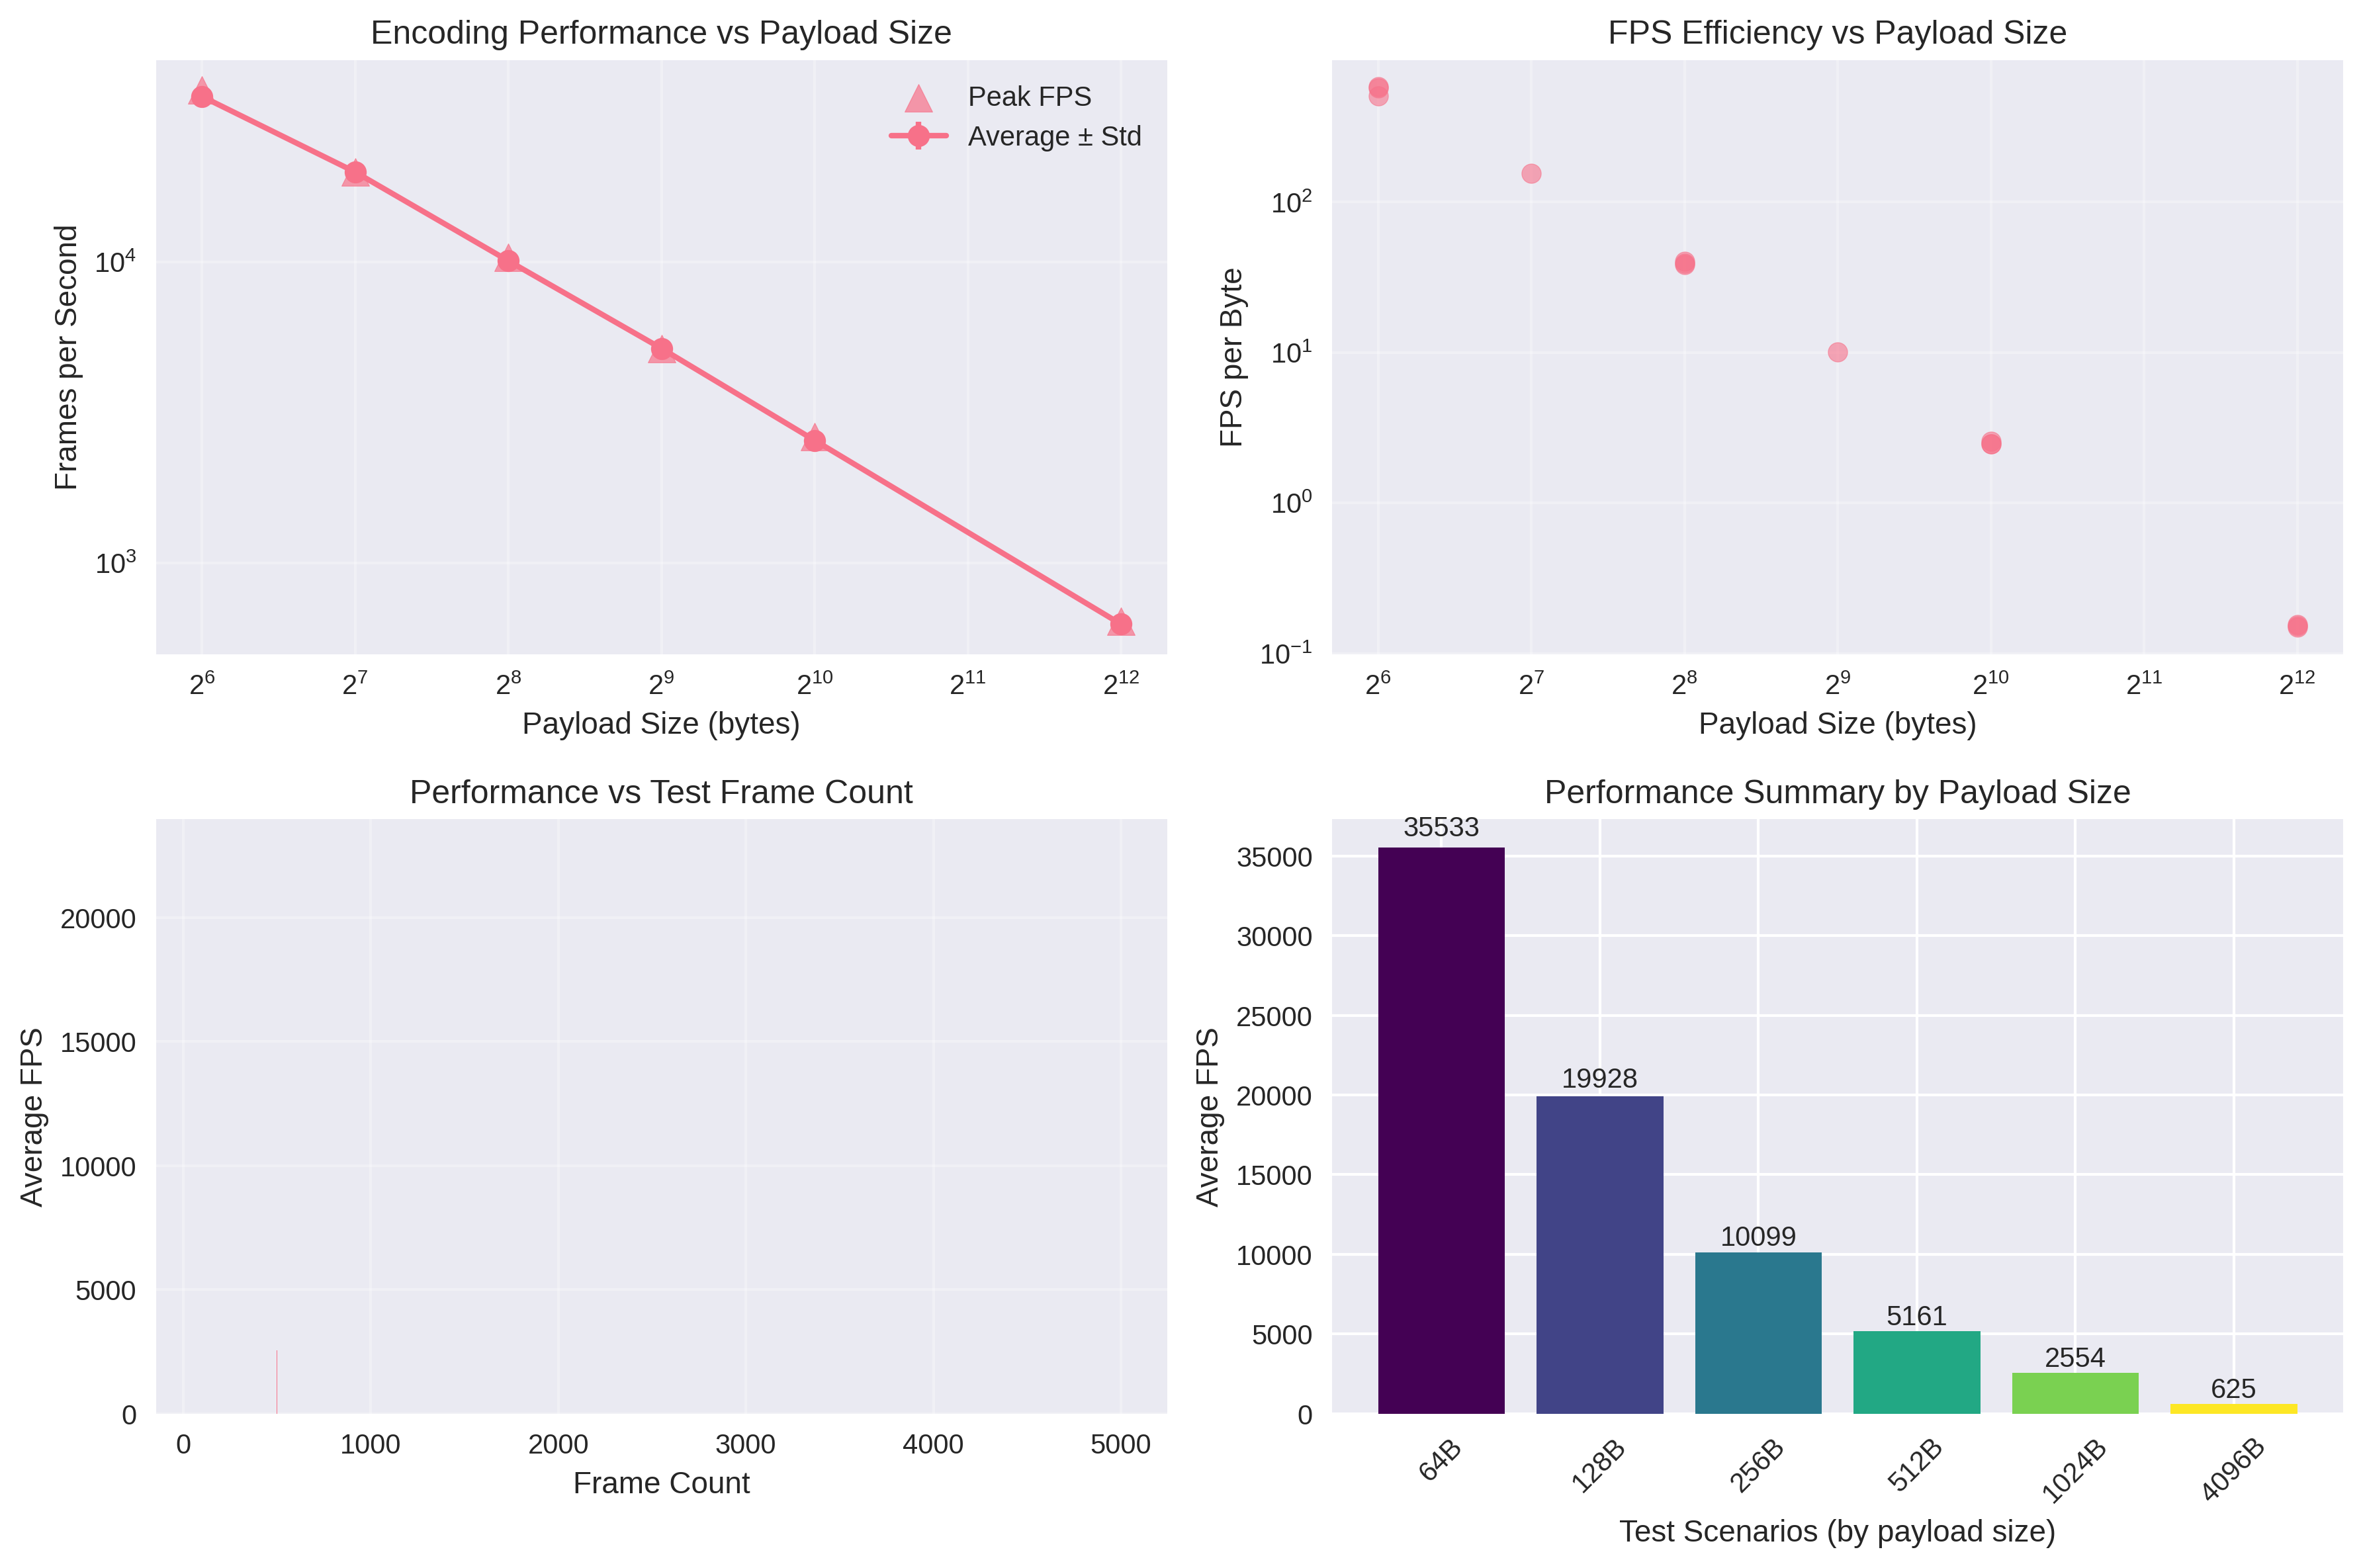 Encoding Performance vs Payload Size
Peak FPS
Average ± Std
Frames per Second
10⁴
10³
2⁶ 2⁷ 2⁸ 2⁹ 2¹⁰ 2¹¹ 2¹²
Payload Size (bytes)
FPS Efficiency vs Payload Size
FPS per Byte
10²
10¹
10⁰
10⁻¹
2⁶ 2⁷ 2⁸ 2⁹ 2¹⁰ 2¹¹ 2¹²
Payload Size (bytes)
Performance vs Test Frame Count
Average FPS
20000
15000
10000
5000
0
0 1000 2000 3000 4000 5000
Frame Count
Performance Summary by Payload Size
Average FPS
35000
30000
25000
20000
15000
10000
5000
0
35533
19928
10099
5161
2554
625
64B 128B 256B 512B 1024B 4096B
Test Scenarios (by payload size)